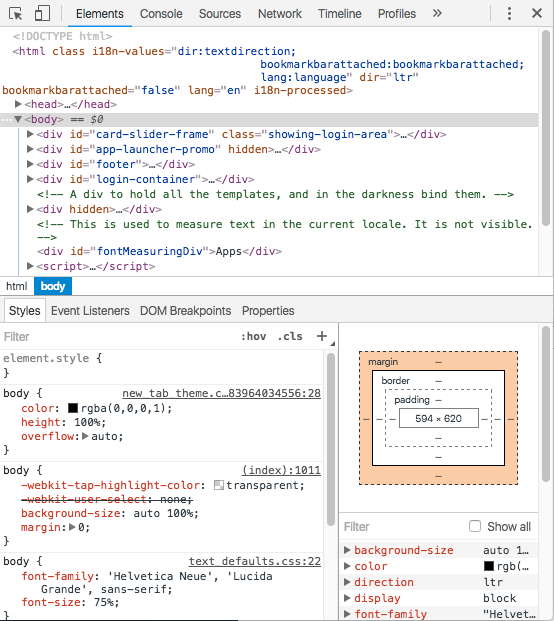 Elements Console Sources Network Timeline Profiles »
<!DOCTYPE html>
<html class i18n-values="dir:textdirection;
bookmarkbarattached:bookmarkbarattached;
lang:language" dir="ltr"
bookmarkbarattached="false" lang="en" i18n-processed>
<head>…</head>
<body> == $0
<div id="card-slider-frame" class="showing-login-area">…</div>
<div id="app-launcher-promo" hidden>…</div>
<div id="footer">…</div>
<div id="login-container">…</div>
<!-- A div to hold all the templates, and in the darkness bind them. -->
<div hidden>…</div>
<!-- This is used to measure text in the current locale. It is not visible.
-->
<div id="fontMeasuringDiv">Apps</div>
<script>…</script>
html body
Styles Event Listeners DOM Breakpoints Properties
Filter :hov .cls +
element.style {
}
body { new_tab_theme.c…83964034556:28
color: rgba(0,0,0,1);
height: 100%;
overflow: auto;
}
body { (index):1011
-webkit-tap-highlight-color: transparent;
-webkit-user-select: none;
background-size: auto 100%;
margin: 0;
}
body { text_defaults.css:22
font-family: 'Helvetica Neue', 'Lucida
Grande', sans-serif;
font-size: 75%;
}
margin –
border –
padding –
– – – 594 × 620 – – –
–
–
–
Filter Show all
background-size auto 1…
color rgb(…
direction ltr
display block
font-family "Helvet…